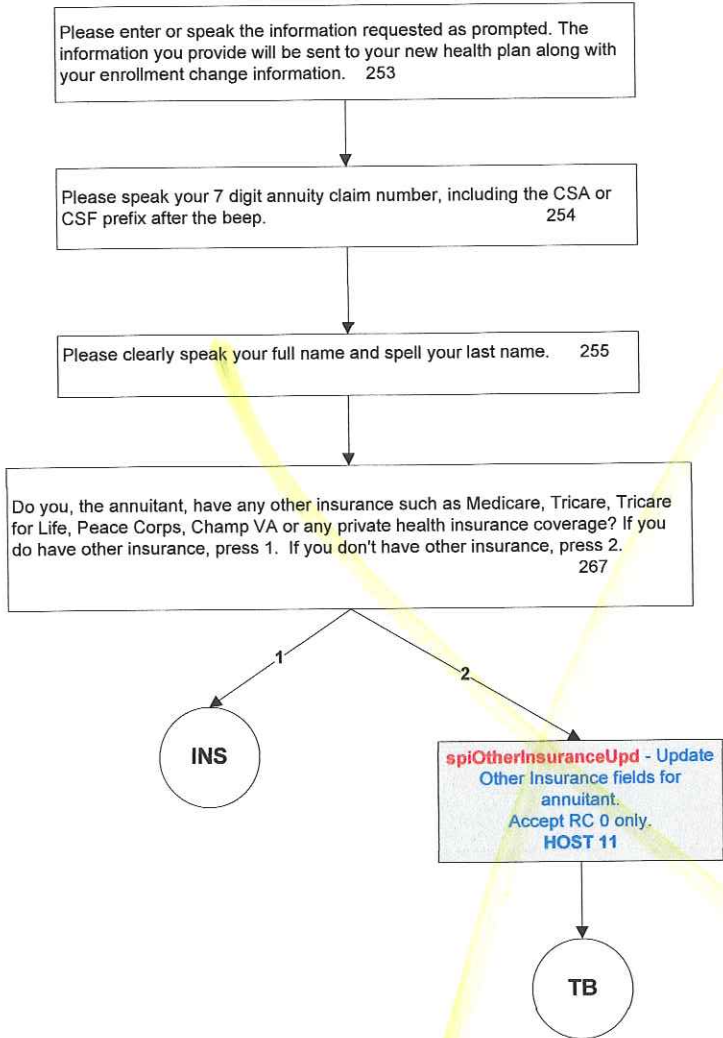 Please enter or speak the information requested as prompted. The
information you provide will be sent to your new health plan along with
your enrollment change information. 253
Please speak your 7 digit annuity claim number, including the CSA or
CSF prefix after the beep. 254
Please clearly speak your full name and spell your last name. 255
Do you, the annuitant, have any other insurance such as Medicare, Tricare, Tricare
for Life, Peace Corps, Champ VA or any private health insurance coverage? If you
do have other insurance, press 1. If you don't have other insurance, press 2.
267
1
2
INS
spiOtherInsuranceUpd - Update
Other Insurance fields for
annuitant.
Accept RC 0 only.
HOST 11
TB